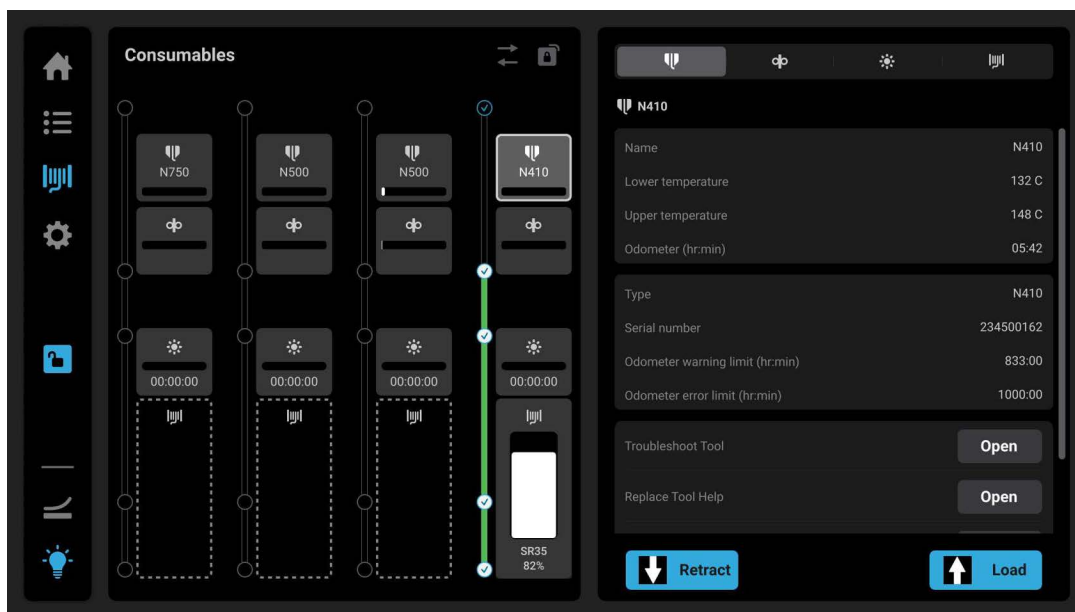 Consumables
N750
N500
N500
N410
00:00:00
00:00:00
00:00:00
00:00:00
SR35
82%
N410
Name N410
Lower temperature 132 C
Upper temperature 148 C
Odometer (hr:min) 05:42
Type N410
Serial number 234500162
Odometer warning limit (hr:min) 833:00
Odometer error limit (hr:min) 1000:00
Troubleshoot Tool Open
Replace Tool Help Open
Retract
Load